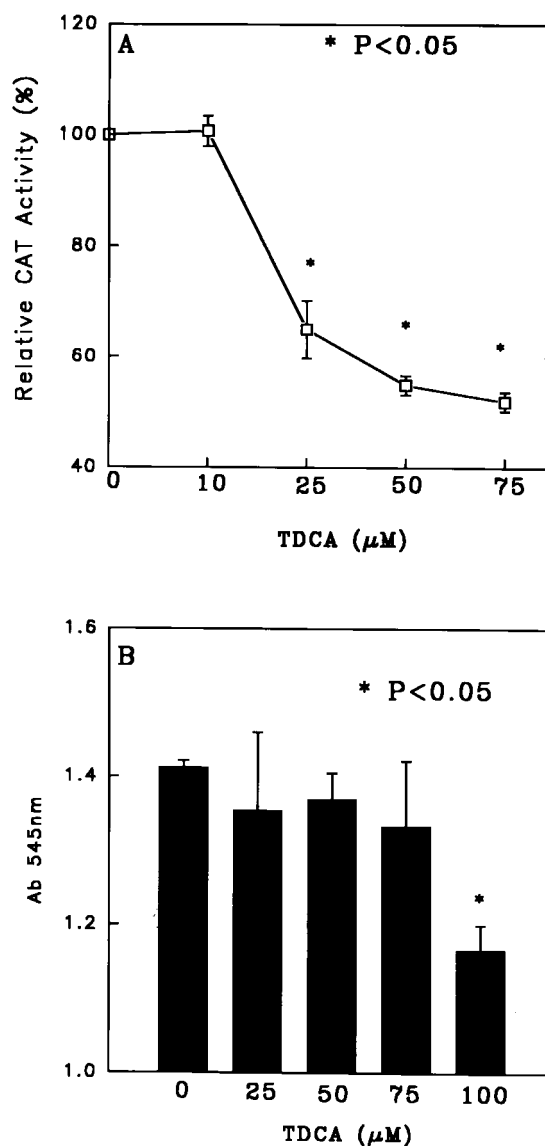 120
A
* P<0.05
100
80
60
40
Relative CAT Activity (%)
* * *
0 10 25 50 75
TDCA (μM)
1.6
B
* P<0.05
1.4
1.2
1.0
Ab 545nm
*
0 25 50 75 100
TDCA (μM)